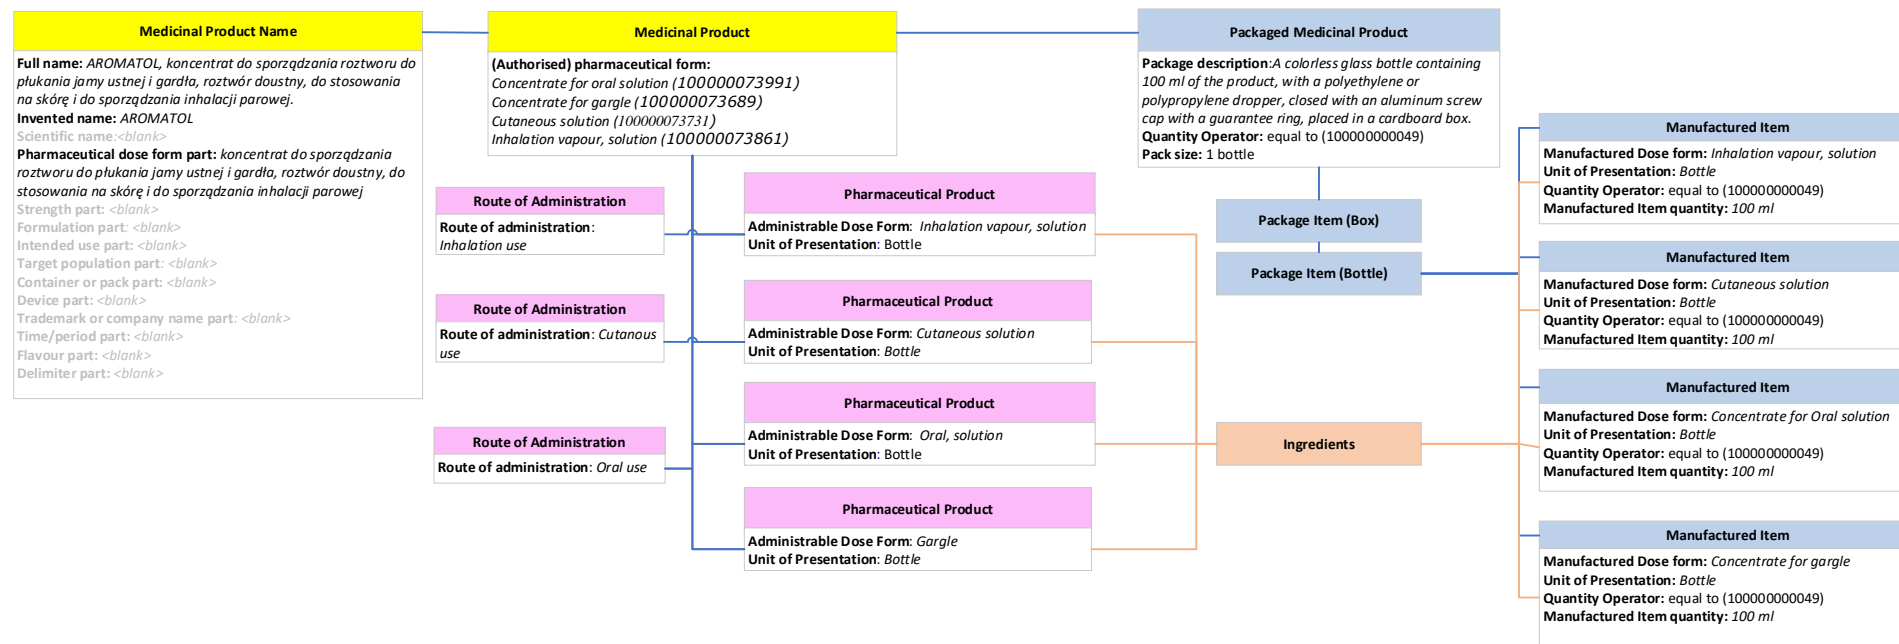 Medicinal Product Name
Full name: AROMATOL, koncentrat do sporządzania roztworu do
płukania jamy ustnej i gardła, roztwór doustny, do stosowania
na skórę i do sporządzania inhalacji parowej.
Invented name: AROMATOL
Scientific name:<blank>
Pharmaceutical dose form part: koncentrat do sporządzania
roztworu do płukania jamy ustnej i gardła, roztwór doustny, do
stosowania na skórę i do sporządzania inhalacji parowej
Strength part: <blank>
Formulation part: <blank>
Intended use part: <blank>
Target population part: <blank>
Container or pack part: <blank>
Device part: <blank>
Trademark or company name part: <blank>
Time/period part: <blank>
Flavour part: <blank>
Delimiter part: <blank>
Medicinal Product
(Authorised) pharmaceutical form:
Concentrate for oral solution (100000073991)
Concentrate for gargle (100000073689)
Cutaneous solution (100000073731)
Inhalation vapour, solution (100000073861)
Packaged Medicinal Product
Package description:A colorless glass bottle containing
100 ml of the product, with a polyethylene or
polypropylene dropper, closed with an aluminum screw
cap with a guarantee ring, placed in a cardboard box.
Quantity Operator: equal to (100000000049)
Pack size: 1 bottle
Route of Administration
Route of administration:
Inhalation use
Route of Administration
Route of administration: Cutanous
use
Route of Administration
Route of administration: Oral use
Pharmaceutical Product
Administrable Dose Form: Inhalation vapour, solution
Unit of Presentation: Bottle
Pharmaceutical Product
Administrable Dose Form: Cutaneous solution
Unit of Presentation: Bottle
Pharmaceutical Product
Administrable Dose Form: Oral, solution
Unit of Presentation: Bottle
Pharmaceutical Product
Administrable Dose Form: Gargle
Unit of Presentation: Bottle
Package Item (Box)
Package Item (Bottle)
Ingredients
Manufactured Item
Manufactured Dose form: Inhalation vapour, solution
Unit of Presentation: Bottle
Quantity Operator: equal to (100000000049)
Manufactured Item quantity: 100 ml
Manufactured Item
Manufactured Dose form: Cutaneous solution
Unit of Presentation: Bottle
Quantity Operator: equal to (100000000049)
Manufactured Item quantity: 100 ml
Manufactured Item
Manufactured Dose form: Concentrate for Oral solution
Unit of Presentation: Bottle
Quantity Operator: equal to (100000000049)
Manufactured Item quantity: 100 ml
Manufactured Item
Manufactured Dose form: Concentrate for gargle
Unit of Presentation: Bottle
Quantity Operator: equal to (100000000049)
Manufactured Item quantity: 100 ml